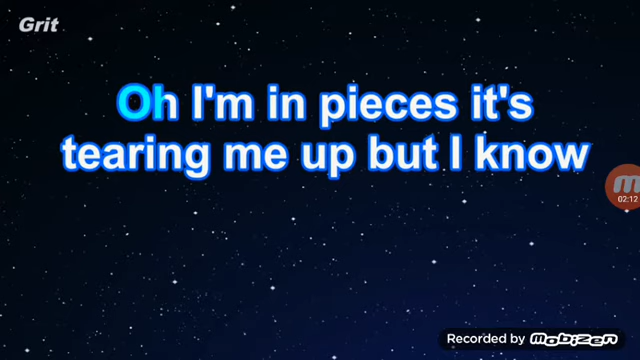 Grit
Oh I'm in pieces it's
tearing me up but I know
02:12
Recorded by mobizen